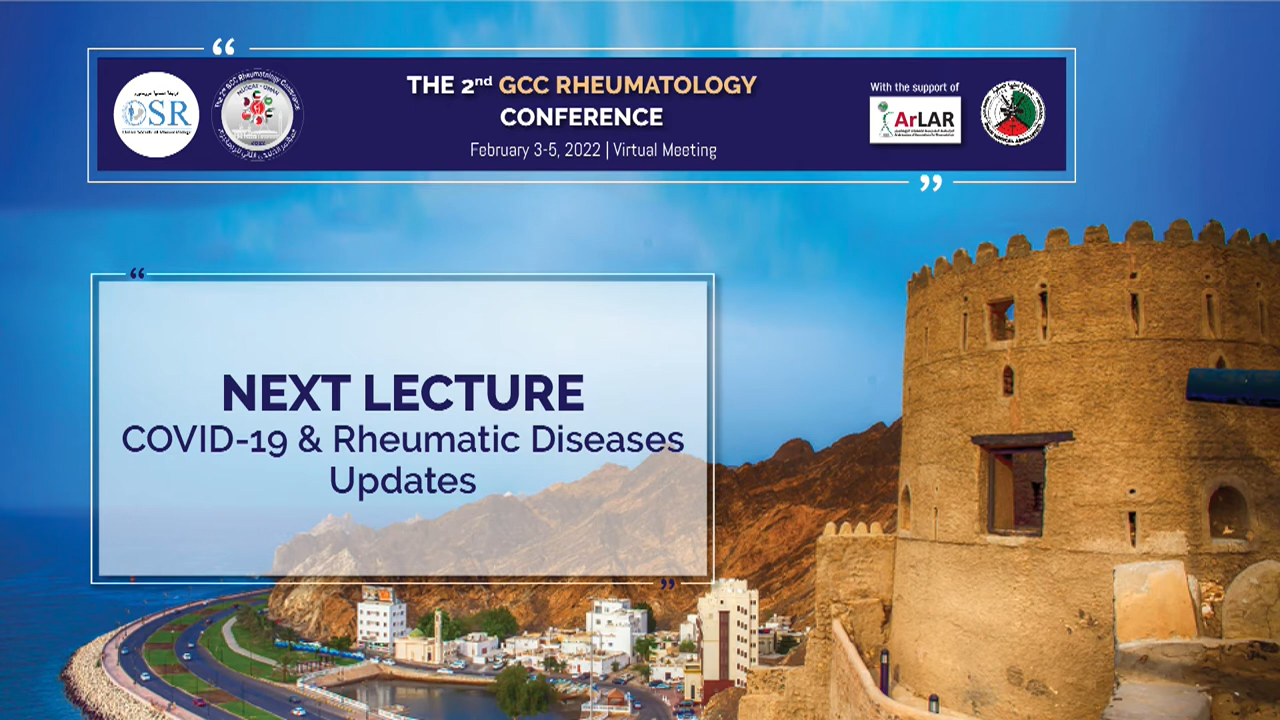 THE 2nd GCC RHEUMATOLOGY
CONFERENCE
February 3-5, 2022 | Virtual Meeting
OSR
With the support of
ArLAR
NEXT LECTURE
COVID-19 & Rheumatic Diseases
Updates